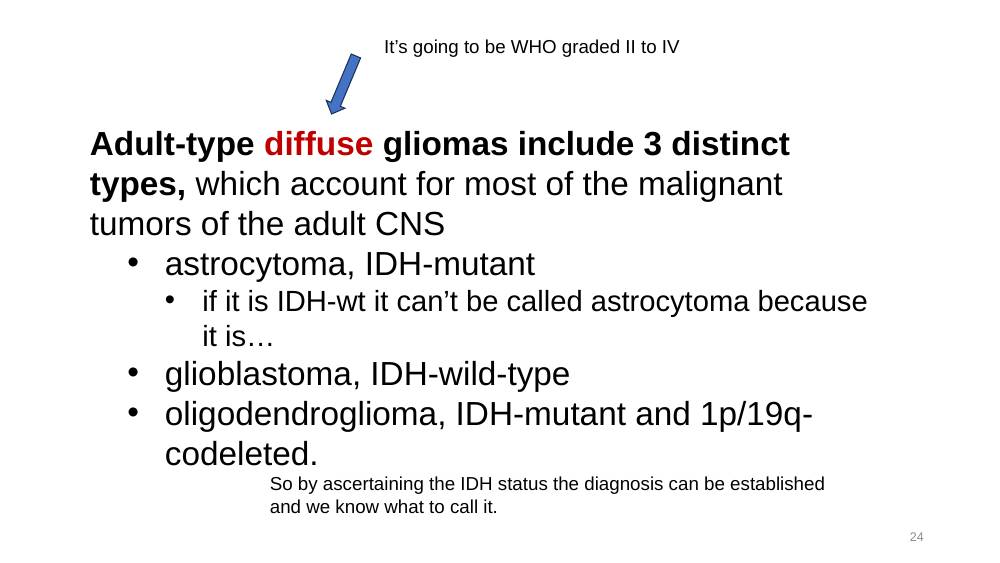 It’s going to be WHO graded II to IV
Adult-type diffuse gliomas include 3 distinct
types, which account for most of the malignant
tumors of the adult CNS
• astrocytoma, IDH-mutant
• if it is IDH-wt it can’t be called astrocytoma because
it is…
• glioblastoma, IDH-wild-type
• oligodendroglioma, IDH-mutant and 1p/19q-
codeleted.
So by ascertaining the IDH status the diagnosis can be established
and we know what to call it.
24